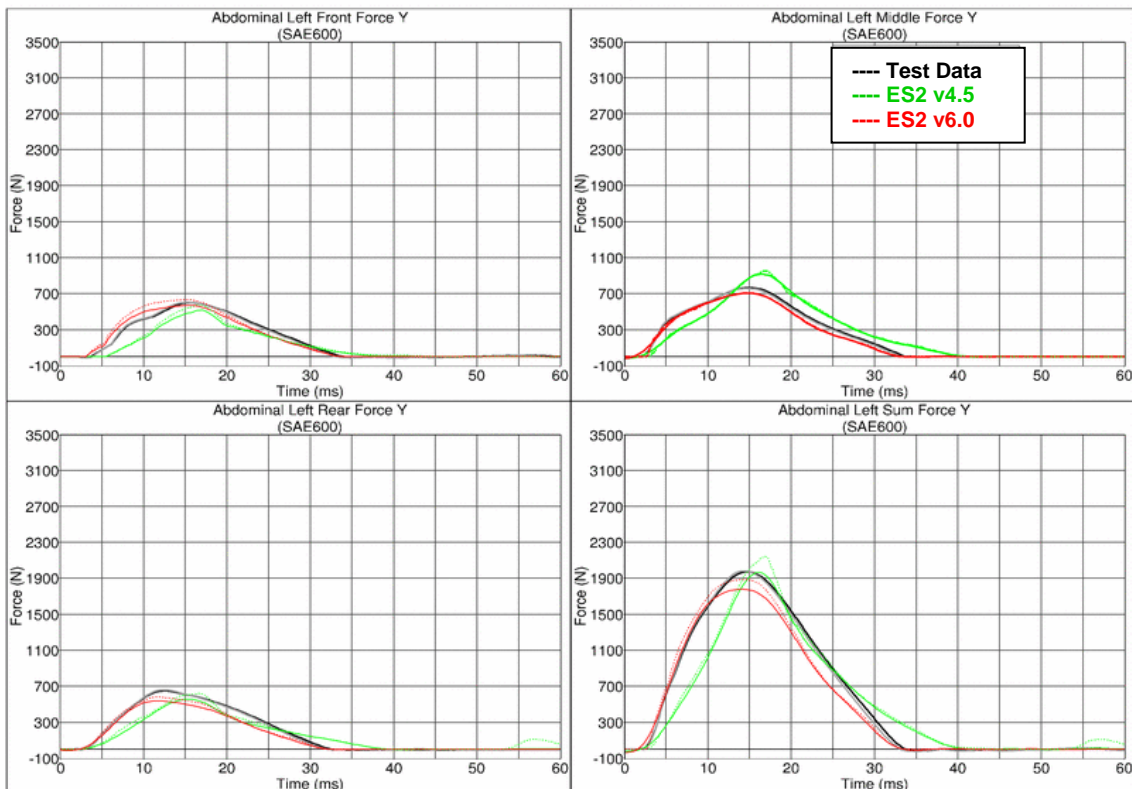 Abdominal Left Front Force Y
(SAE600)
3500
3100
2700
2300
1900
1500
1100
700
300
-100
Force (N)
0 10 20 30 40 50 60
Time (ms)
Abdominal Left Middle Force Y
(SAE600)
3500
3100
2700
2300
1900
1500
1100
700
300
-100
Force (N)
0 10 20 30 40 50 60
Time (ms)
---- Test Data
---- ES2 v4.5
---- ES2 v6.0
Abdominal Left Rear Force Y
(SAE600)
3500
3100
2700
2300
1900
1500
1100
700
300
-100
Force (N)
0 10 20 30 40 50 60
Time (ms)
Abdominal Left Sum Force Y
(SAE600)
3500
3100
2700
2300
1900
1500
1100
700
300
-100
Force (N)
0 10 20 30 40 50 60
Time (ms)